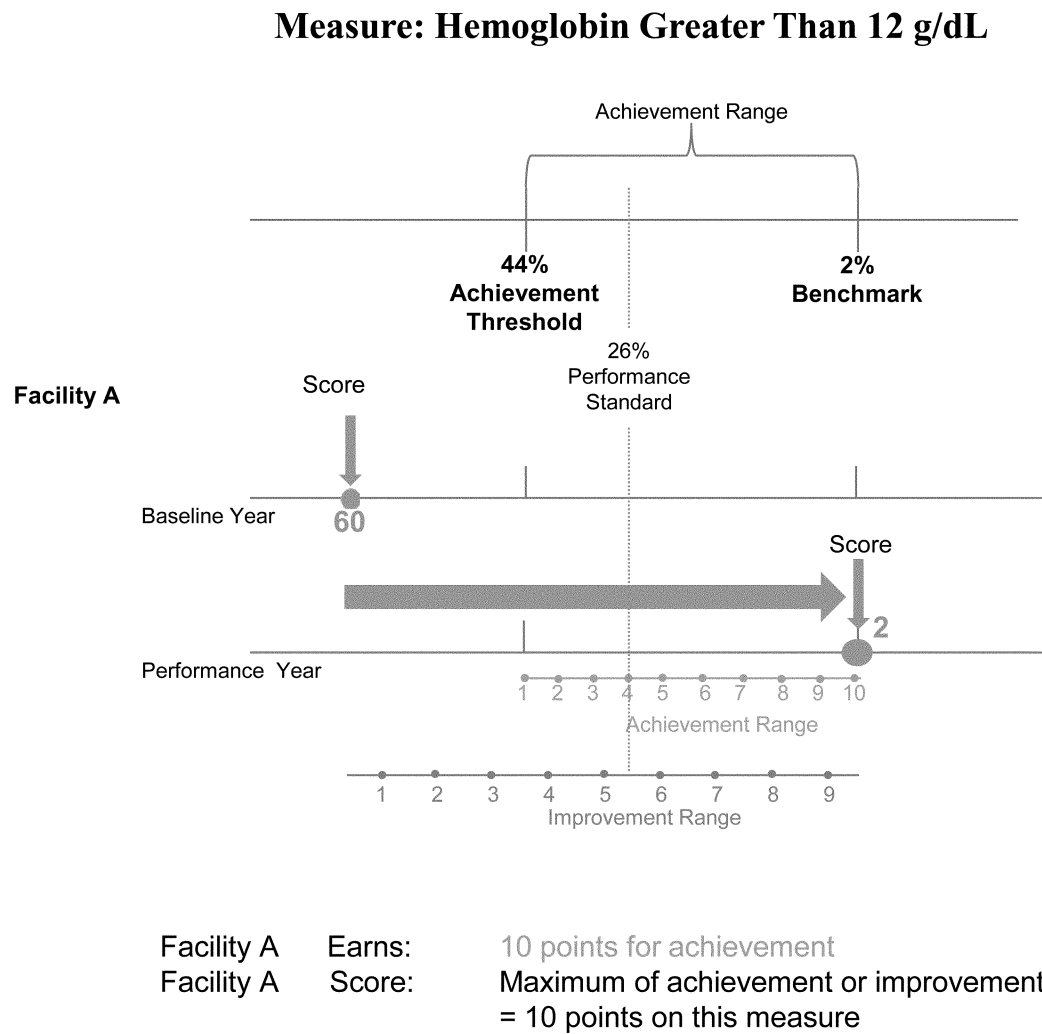 Measure: Hemoglobin Greater Than 12 g/dL
Achievement Range
44%
Achievement
Threshold
2%
Benchmark
26%
Performance
Standard
Facility A
Score
Baseline Year
60
Score
2
Performance Year
1 2 3 4 5 6 7 8 9 10
Achievement Range
1 2 3 4 5 6 7 8 9
Improvement Range
Facility A Earns: 10 points for achievement
Facility A Score: Maximum of achievement or improvement
= 10 points on this measure